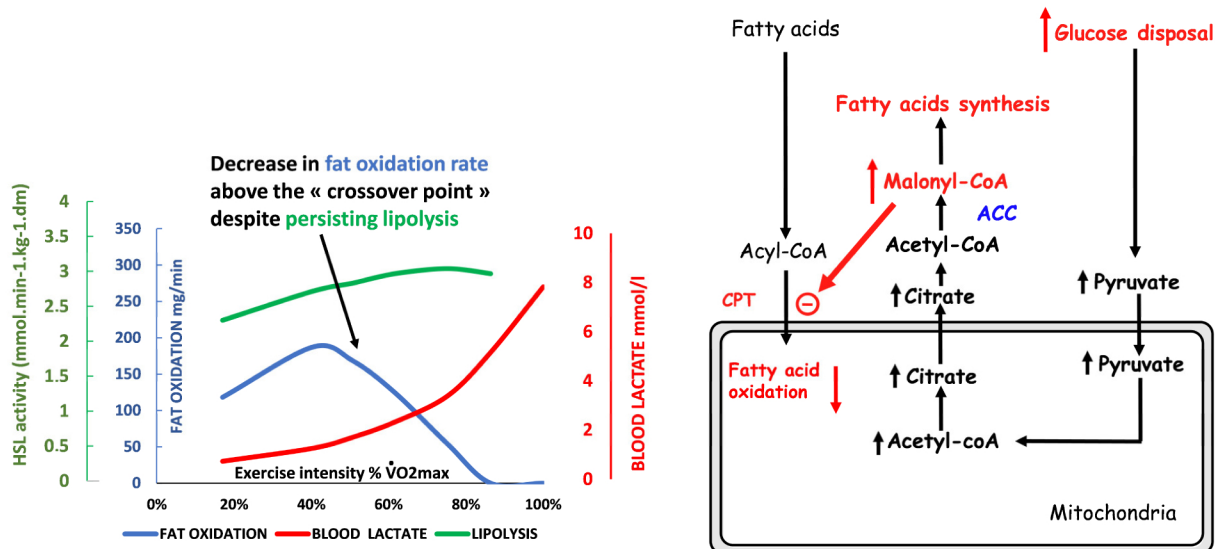 Decrease in fat oxidation rate
above the « crossover point »
despite persisting lipolysis
HSL activity (mmol.min-1.kg-1.dm)
4
3.5
3
2.5
2
1.5
1
0.5
0
FAT OXIDATION mg/min
350
300
250
200
150
100
50
0
BLOOD LACTATE mmol/l
10
8
6
4
2
0
Exercise intensity % V̇O2max
0% 20% 40% 60% 80% 100%
FAT OXIDATION BLOOD LACTATE LIPOLYSIS
Fatty acids
Glucose disposal
Fatty acids synthesis
Malonyl-CoA
ACC
Acyl-CoA
Acetyl-CoA
CPT
Citrate
Pyruvate
Fatty acid
oxidation
Citrate
Pyruvate
Acetyl-coA
Mitochondria